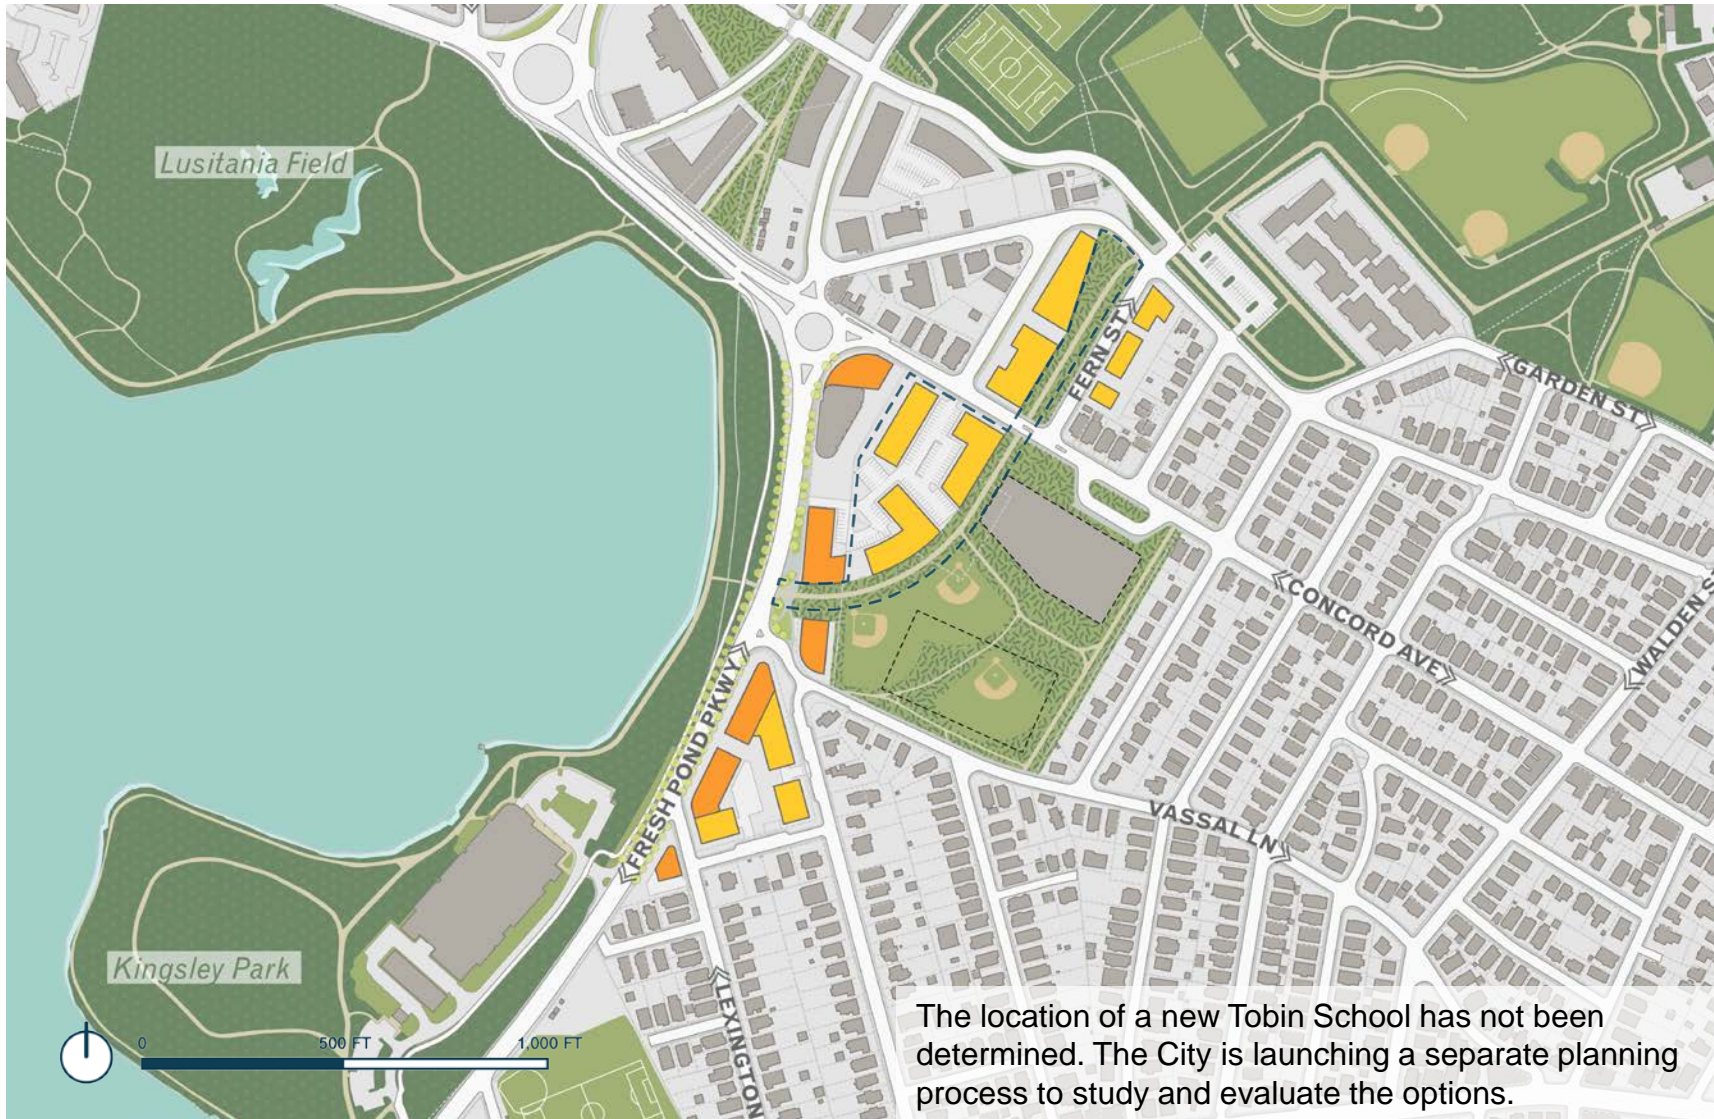 Lusitania Field
FERN ST
GARDEN ST
CONCORD AVE
WALDEN S
FRESH POND PKWY
VASSAL LN
Kingsley Park
LEXINGTON
0 500 FT 1,000 FT
The location of a new Tobin School has not been
determined. The City is launching a separate planning
process to study and evaluate the options.